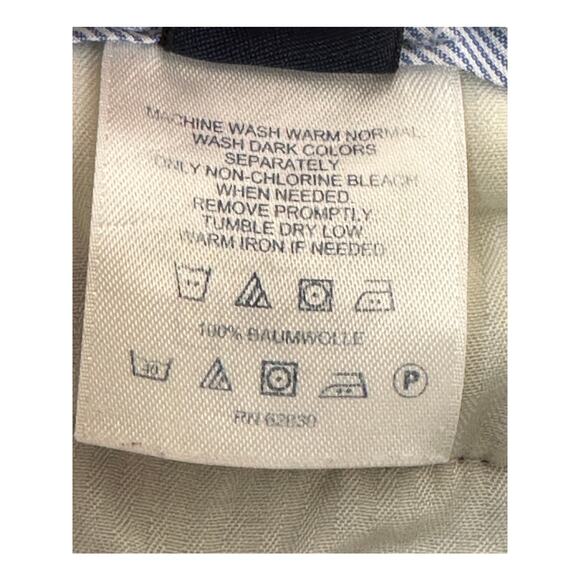 MACHINE WASH WARM NORMAL.
WASH DARK COLORS
SEPARATELY
ONLY NON-CHLORINE BLEACH
WHEN NEEDED.
REMOVE PROMPTLY
TUMBLE DRY LOW
WARM IRON IF NEEDED
100% BAUMWOLLE
40 P
RN 62830